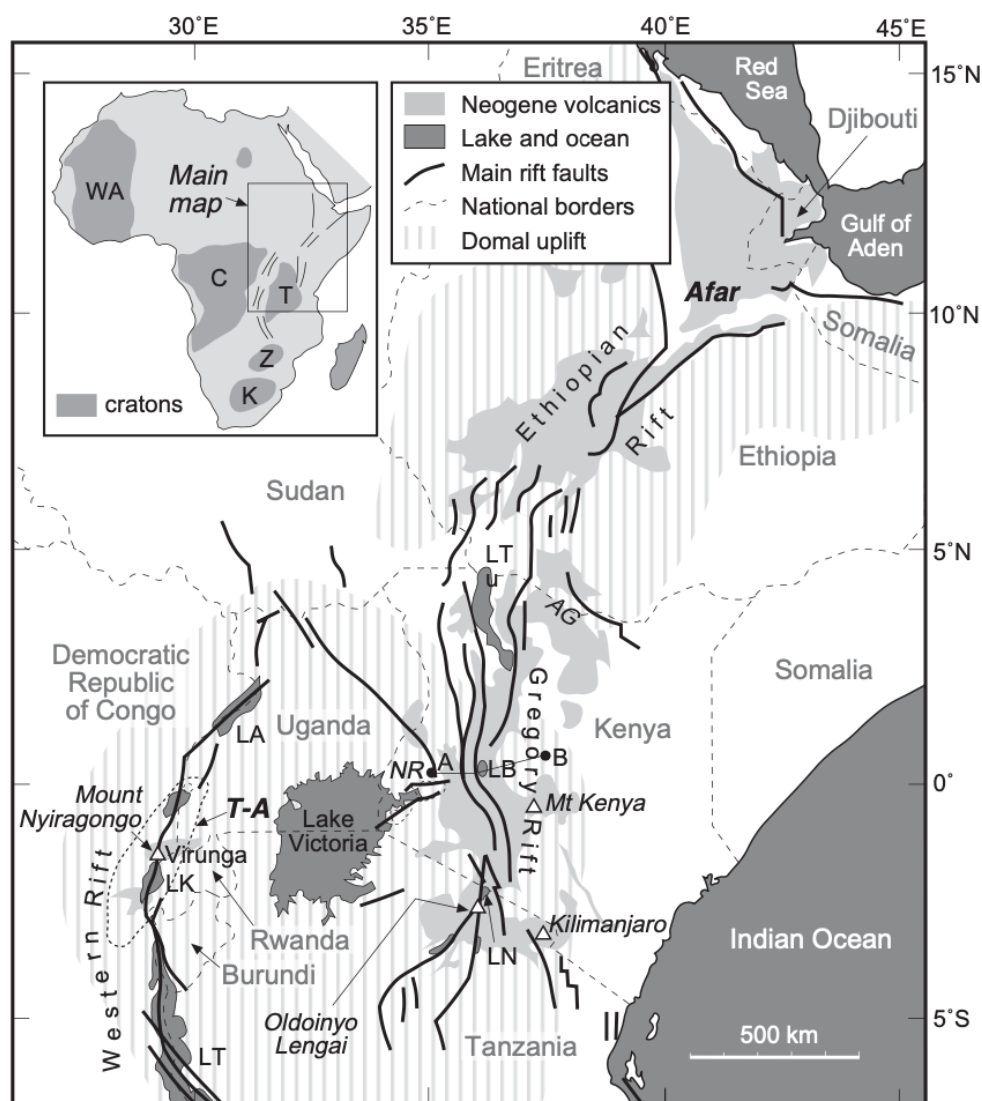 30˚E
35˚E
40˚E
45˚E
15˚N
10˚N
5˚N
0˚
5˚S
WA
C
T
Z
K
Main
map
cratons
Neogene volcanics
Lake and ocean
Main rift faults
National borders
Domal uplift
Eritrea
Red
Sea
Djibouti
Gulf of
Aden
Afar
Somalia
Ethiopian
Rift
Ethiopia
Sudan
LT
u
AG
Democratic
Republic
of Congo
Uganda
LA
Gregory Rift
Kenya
Somalia
NR
A
LB
B
Mount
Nyiragongo
T-A
Lake
Victoria
Mt Kenya
Virunga
LK
Western Rift
Rwanda
Burundi
Kilimanjaro
LN
Indian Ocean
Oldoinyo
Lengai
LT
Tanzania
500 km